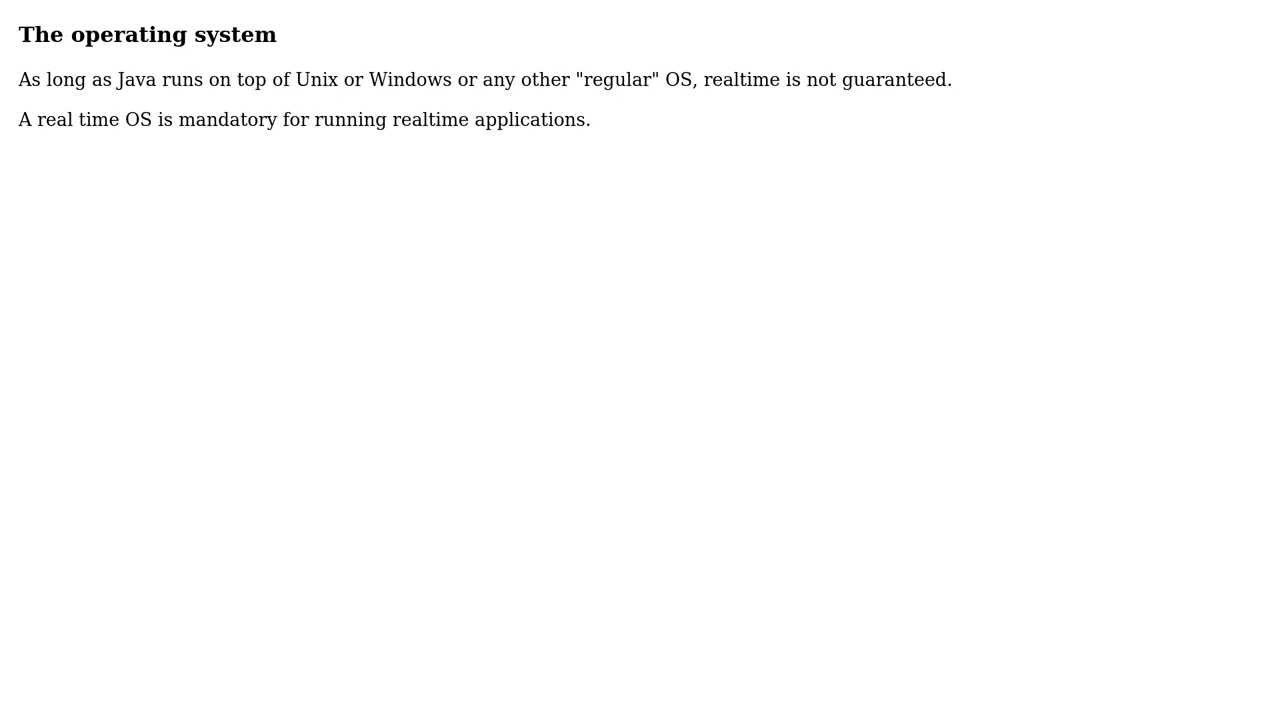 The operating system
As long as Java runs on top of Unix or Windows or any other "regular" OS, realtime is not guaranteed.
A real time OS is mandatory for running realtime applications.